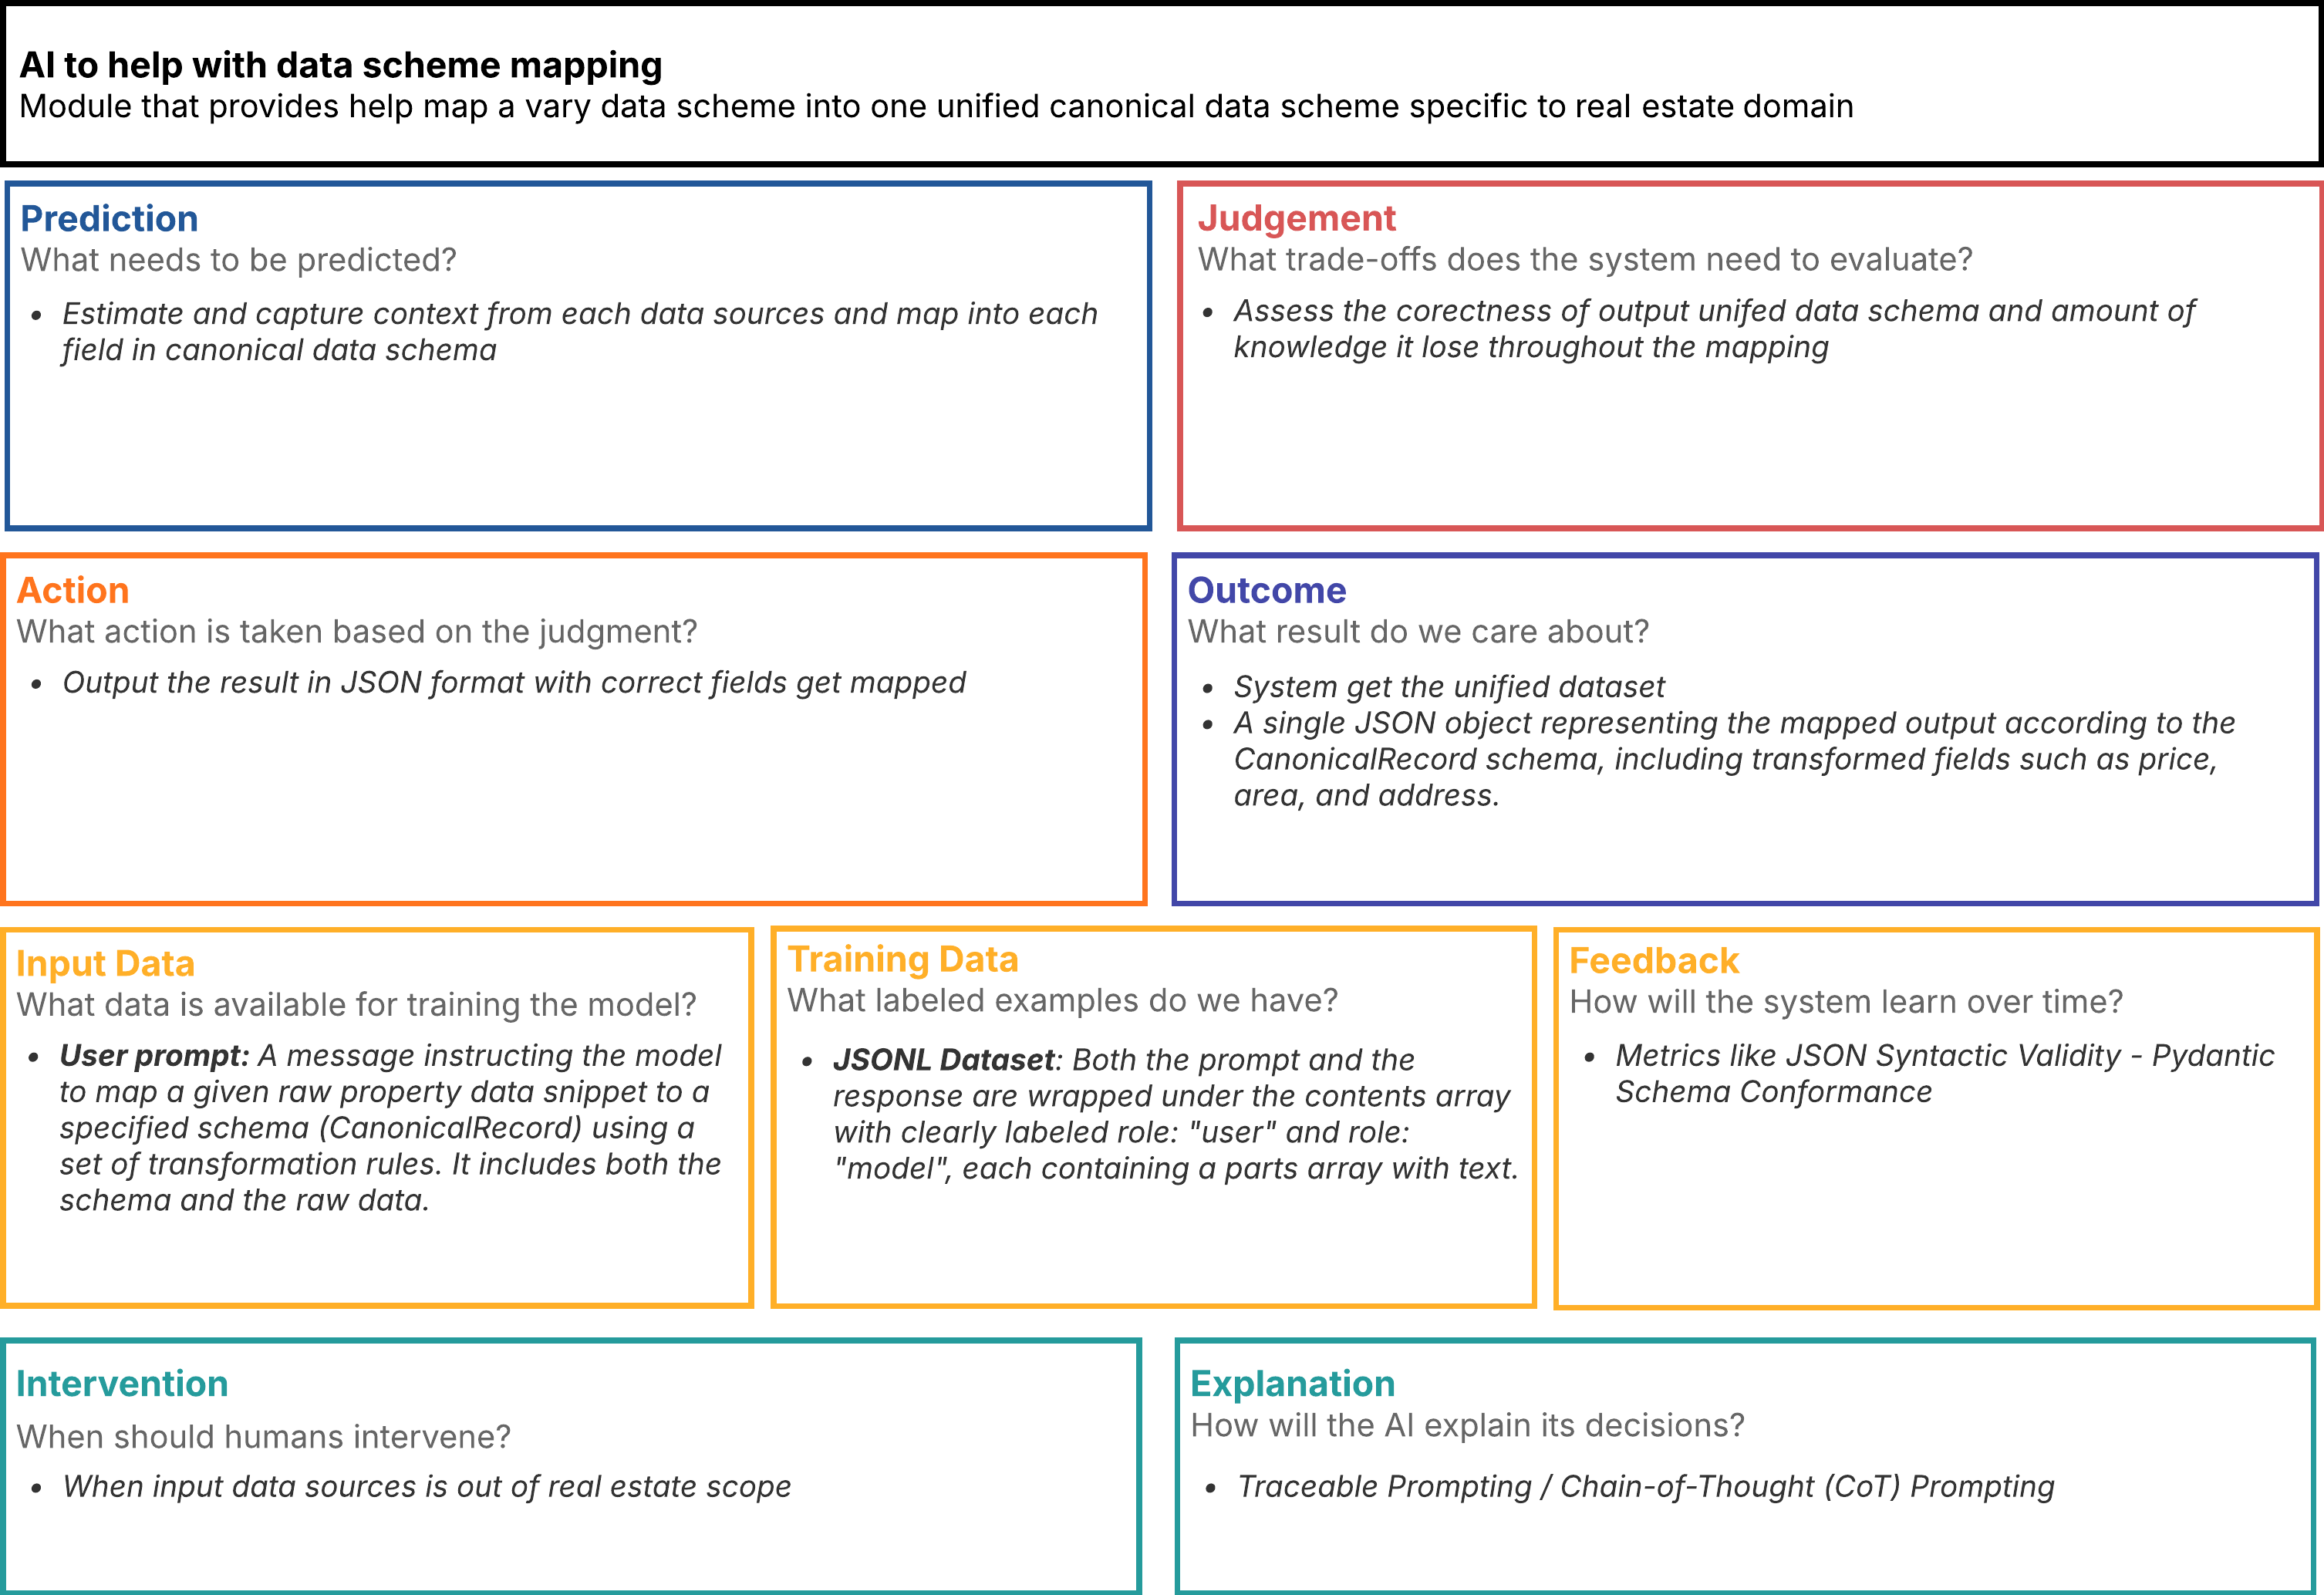 AI to help with data scheme mapping
Module that provides help map a vary data scheme into one unified canonical data scheme specific to real estate domain
Prediction
What needs to be predicted?
• Estimate and capture context from each data sources and map into each
field in canonical data schema
Judgement
What trade-offs does the system need to evaluate?
• Assess the corectness of output unifed data schema and amount of
knowledge it lose throughout the mapping
Action
What action is taken based on the judgment?
• Output the result in JSON format with correct fields get mapped
Outcome
What result do we care about?
• System get the unified dataset
• A single JSON object representing the mapped output according to the
CanonicalRecord schema, including transformed fields such as price,
area, and address.
Input Data
What data is available for training the model?
• User prompt: A message instructing the model
to map a given raw property data snippet to a
specified schema (CanonicalRecord) using a
set of transformation rules. It includes both the
schema and the raw data.
Training Data
What labeled examples do we have?
• JSONL Dataset: Both the prompt and the
response are wrapped under the contents array
with clearly labeled role: "user" and role:
"model", each containing a parts array with text.
Feedback
How will the system learn over time?
• Metrics like JSON Syntactic Validity - Pydantic
Schema Conformance
Intervention
When should humans intervene?
• When input data sources is out of real estate scope
Explanation
How will the AI explain its decisions?
• Traceable Prompting / Chain-of-Thought (CoT) Prompting